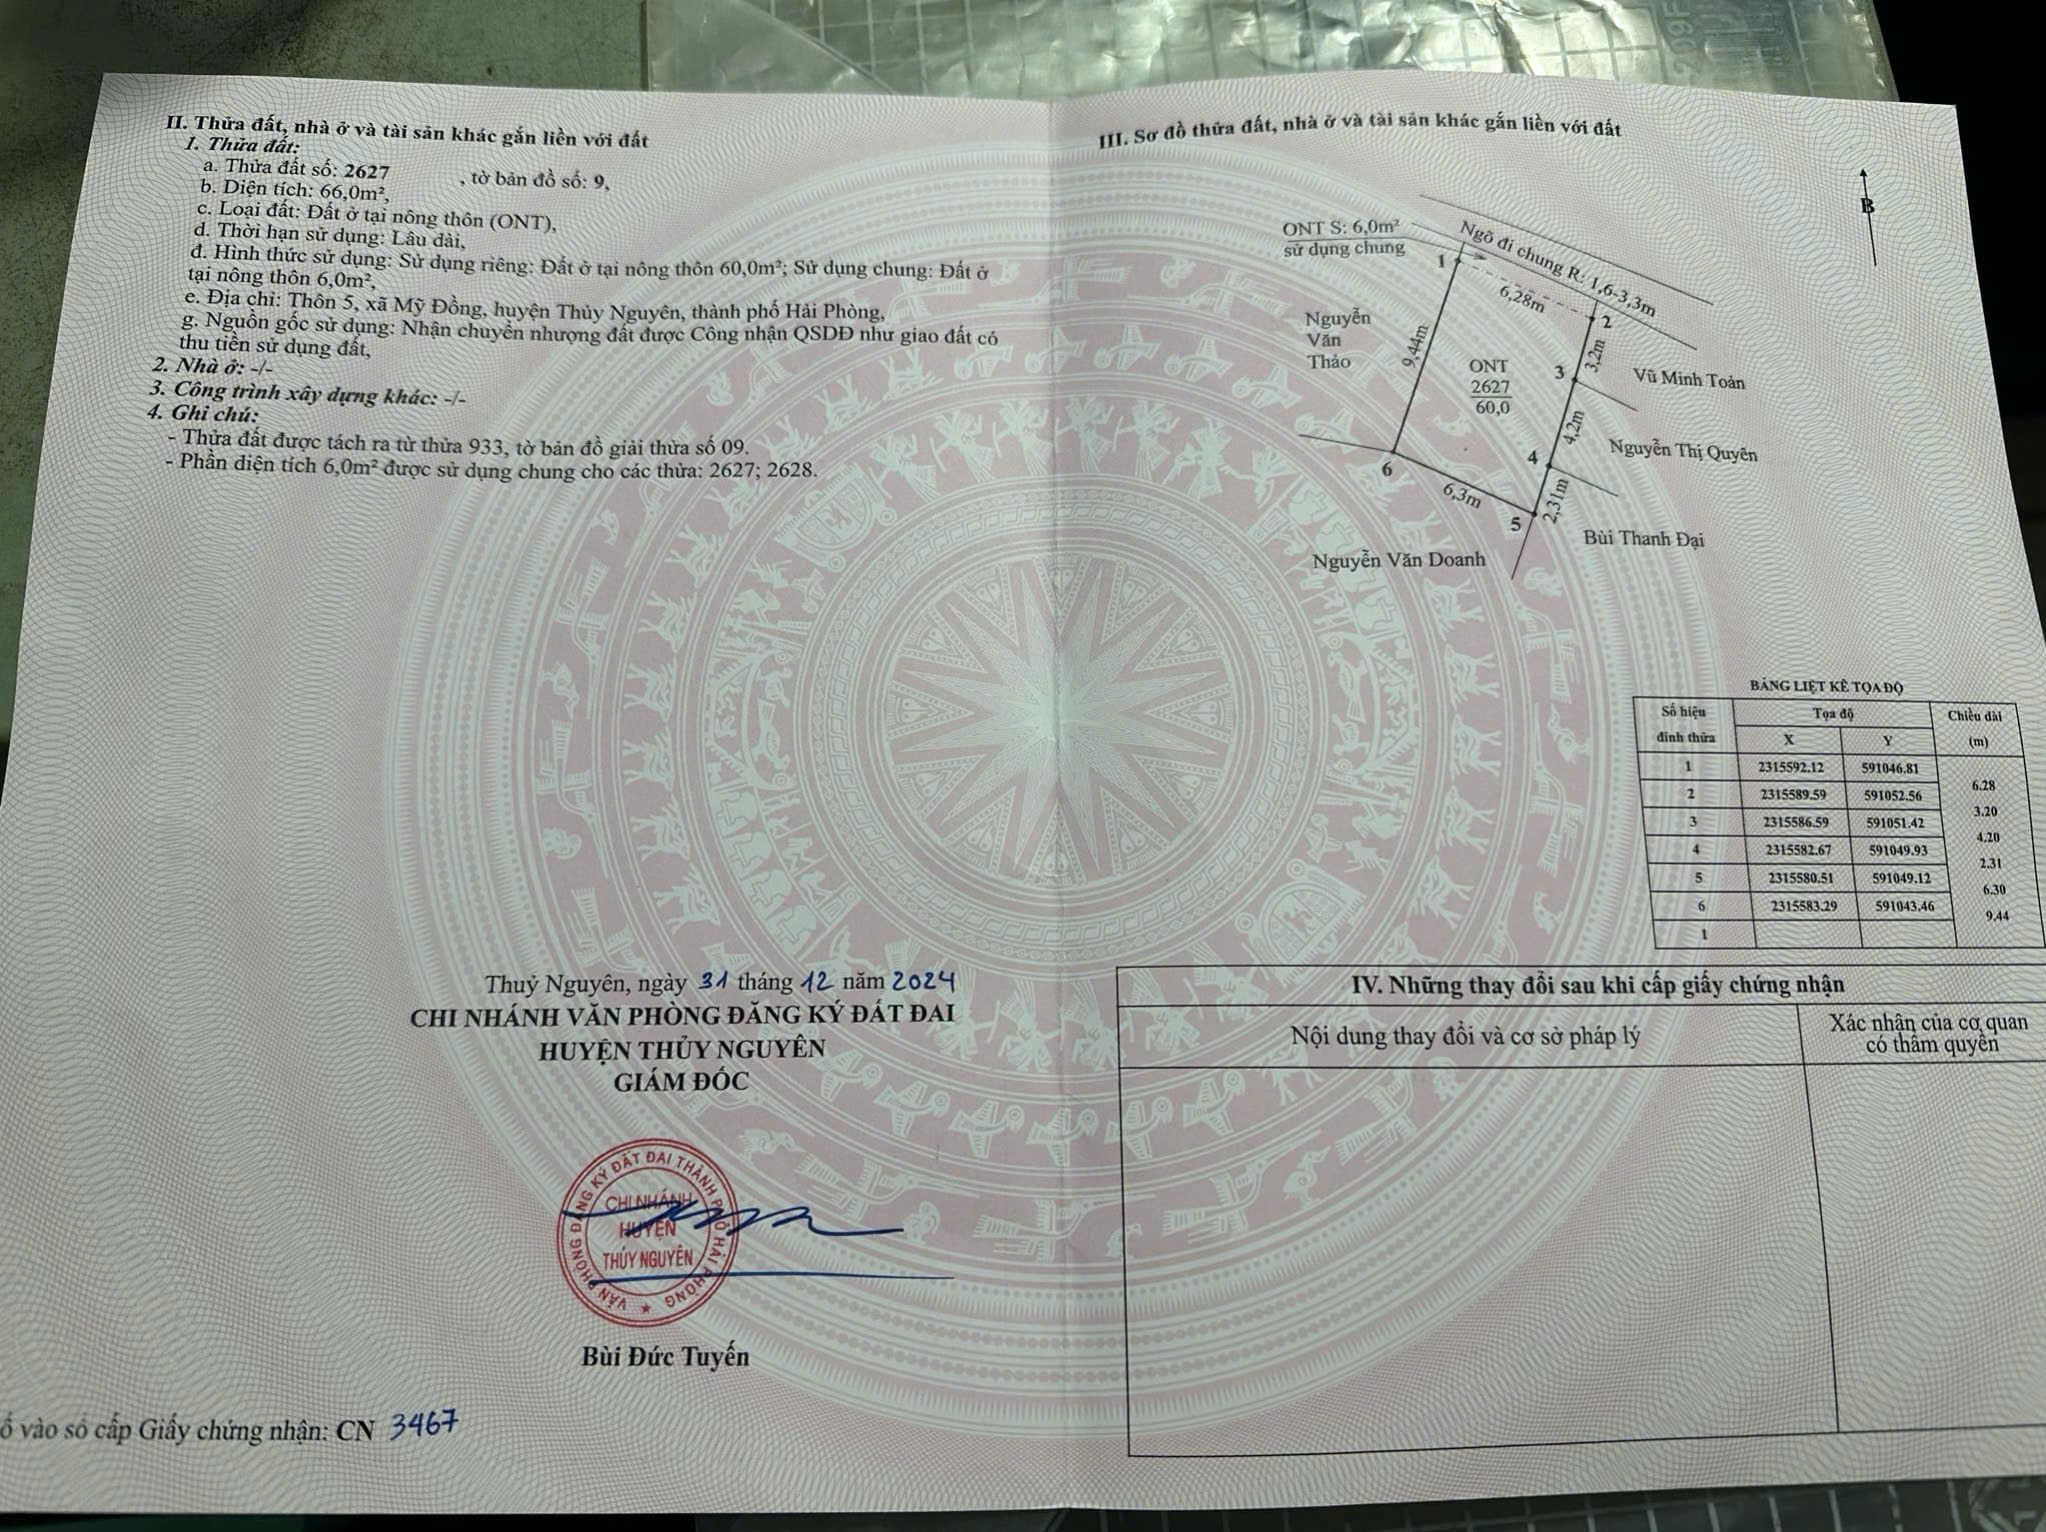 II. Thửa đất, nhà ở và tài sản khác gắn liền với đất
1. Thửa đất:
a. Thửa đất số: 2627 , tờ bản đồ số: 9,
b. Diện tích: 66,0m²,
c. Loại đất: Đất ở tại nông thôn (ONT),
d. Thời hạn sử dụng: Lâu dài,
đ. Hình thức sử dụng: Sử dụng riêng: Đất ở tại nông thôn 60,0m²; Sử dụng chung: Đất ở
tại nông thôn 6,0m²,
e. Địa chỉ: Thôn 5, xã Mỹ Đồng, huyện Thủy Nguyên, thành phố Hải Phòng,
g. Nguồn gốc sử dụng: Nhận chuyển nhượng đất được Công nhận QSDĐ như giao đất có
thu tiền sử dụng đất,
2. Nhà ở: -/-
3. Công trình xây dựng khác: -/-
4. Ghi chú:
- Thửa đất được tách ra từ thửa 933, tờ bản đồ giải thửa số 09.
- Phần diện tích 6,0m² được sử dụng chung cho các thửa: 2627; 2628.
Thuỷ Nguyên, ngày 31 tháng 12 năm 2024
CHI NHÁNH VĂN PHÒNG ĐĂNG KÝ ĐẤT ĐAI
HUYỆN THỦY NGUYÊN
GIÁM ĐỐC
VĂN PHÒNG ĐĂNG KÝ ĐẤT ĐAI THÀNH PHỐ HẢI PHÒNG
CHI NHÁNH
HUYỆN
THỦY NGUYÊN
Bùi Đức Tuyến
ố vào sổ cấp Giấy chứng nhận: CN 3467
III. Sơ đồ thửa đất, nhà ở và tài sản khác gắn liền với đất
B
ONT S: 6,0m²
sử dụng chung
Ngõ đi chung R: 1,6-3,3m
1
6,28m
2
Nguyễn
Văn
Thảo
9,44m
3,2m
3
Vũ Minh Toản
ONT
2627
60,0
4,2m
Nguyễn Thị Quyên
4
6
6,3m
2,31m
5
Bùi Thanh Đại
Nguyễn Văn Doanh
BẢNG LIỆT KÊ TỌA ĐỘ
Số hiệu đỉnh thửa Tọa độ Chiều dài (m)
X Y
1 2315592.12 591046.81
6.28
2 2315589.59 591052.56
3.20
3 2315586.59 591051.42
4.20
4 2315582.67 591049.93
2.31
5 2315580.51 591049.12
6.30
6 2315583.29 591043.46
9.44
1
IV. Những thay đổi sau khi cấp giấy chứng nhận
Nội dung thay đổi và cơ sở pháp lý
Xác nhận của cơ quan
có thẩm quyền